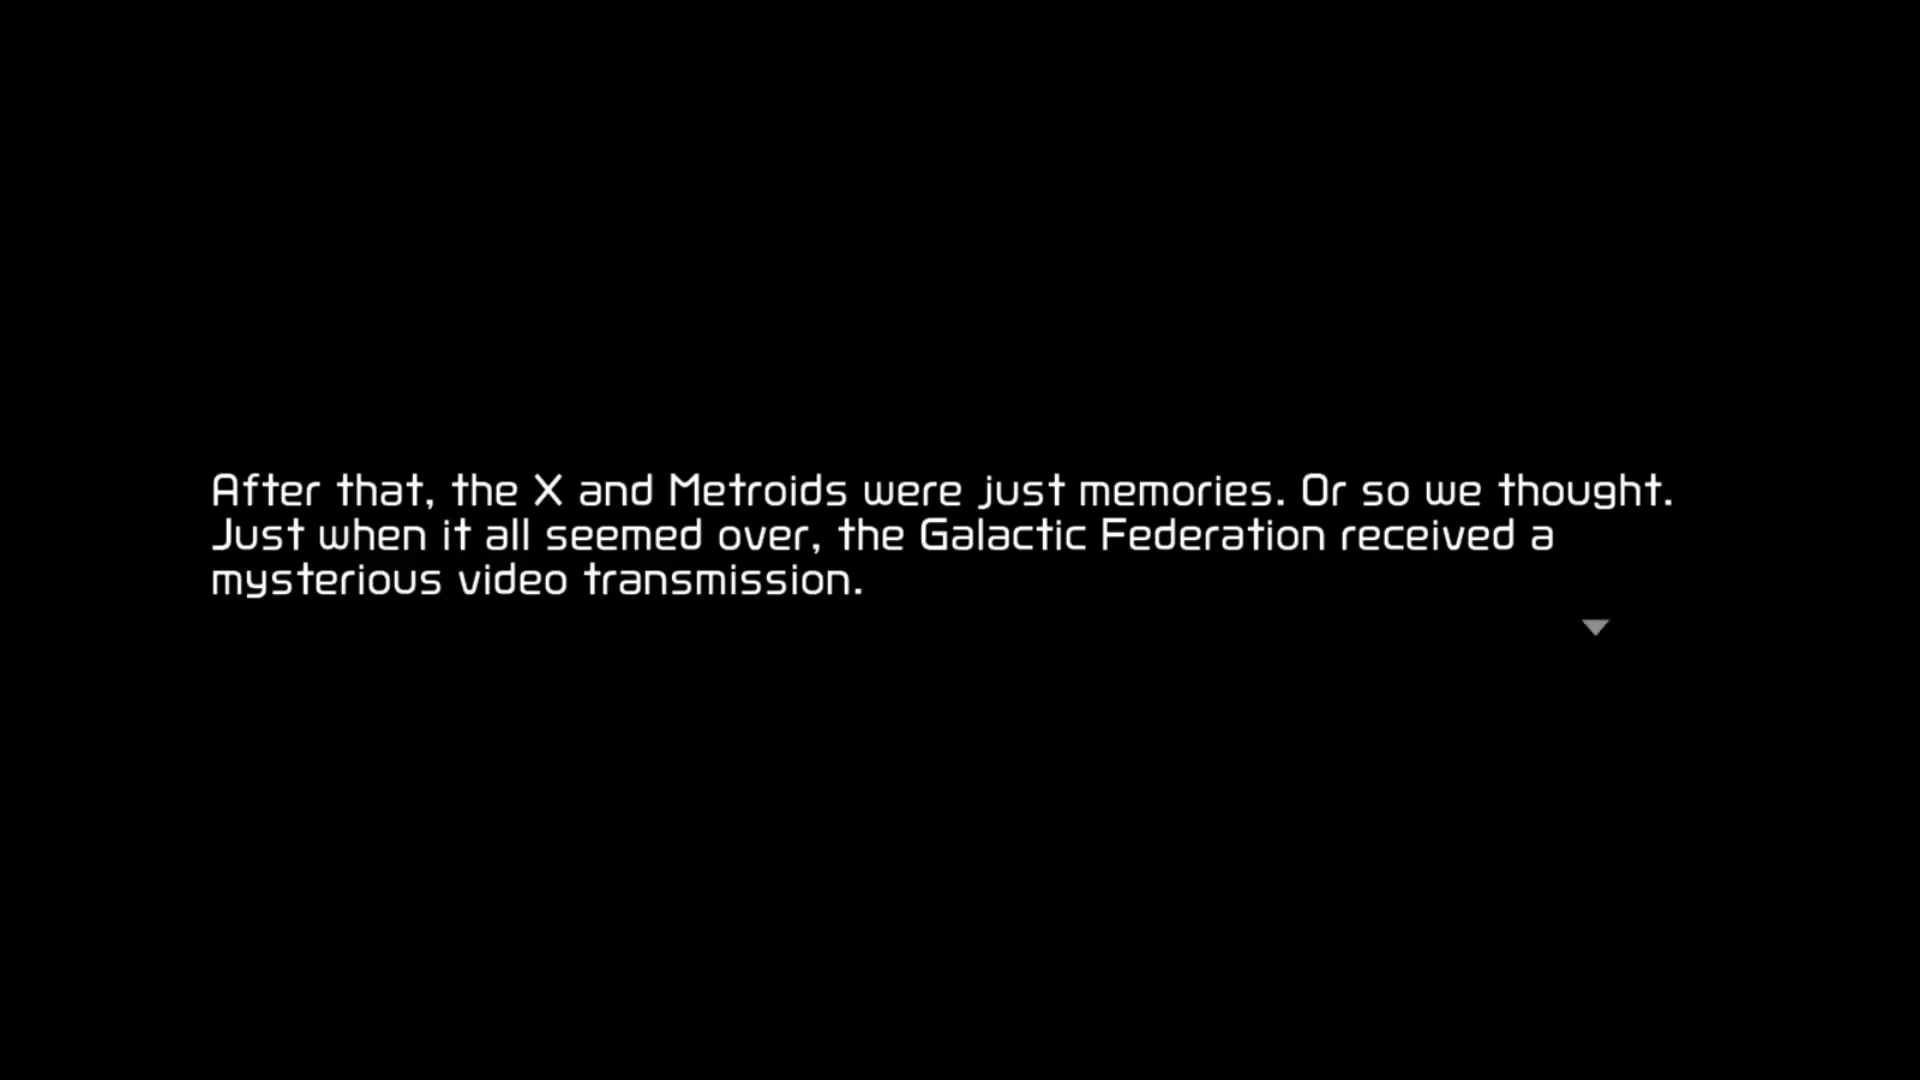 After that, the X and Metroids were just memories. Or so we thought.
Just when it all seemed over, the Galactic Federation received a
mysterious video transmission.